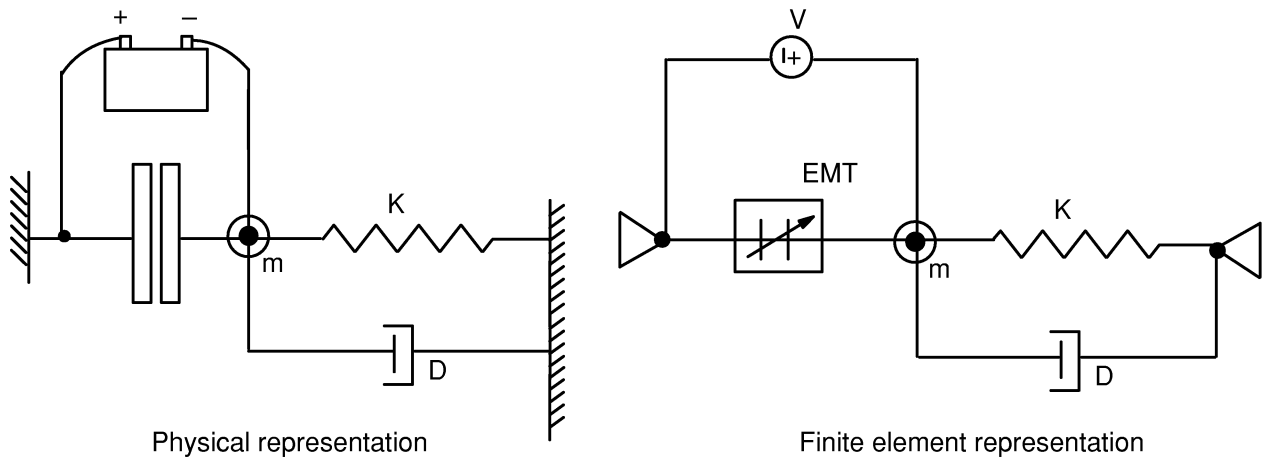 + −
K
m
D
Physical representation
V
I+
EMT
K
m
D
Finite element representation